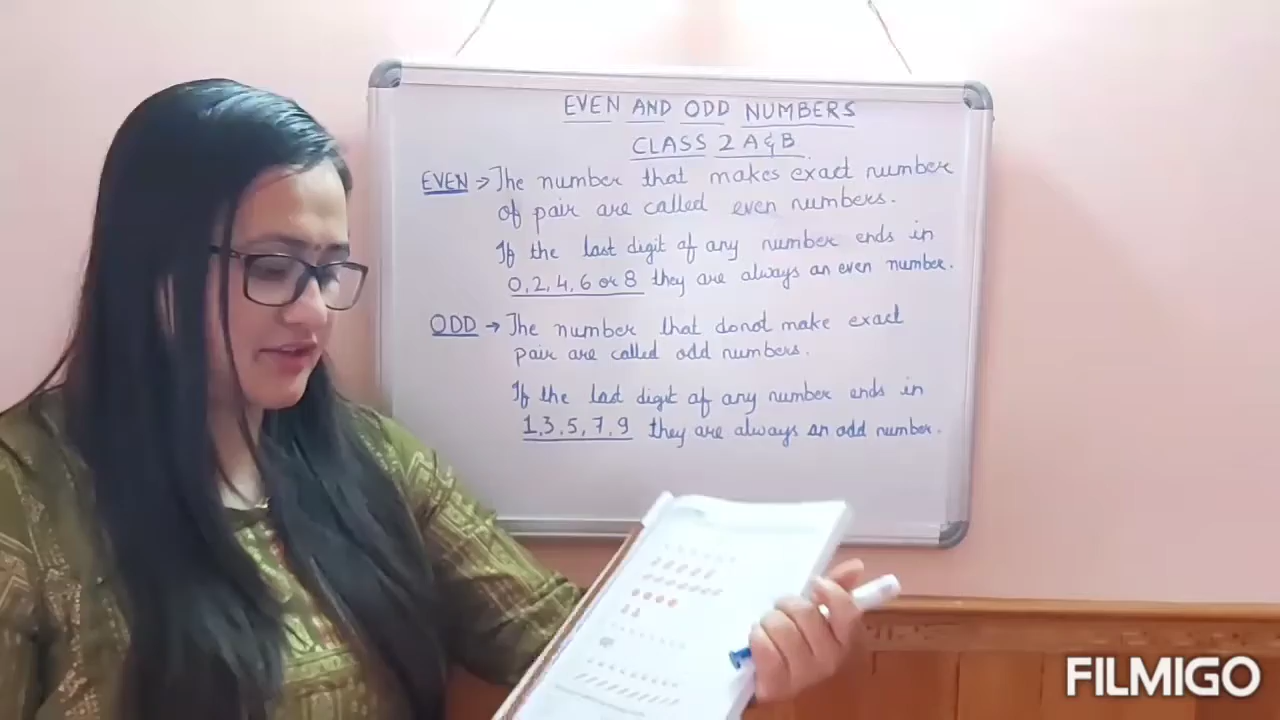 EVEN AND ODD NUMBERS
CLASS 2 A & B
EVEN → The number that makes exact number
of pair are called even numbers.
If the last digit of any number ends in
0, 2, 4, 6 or 8 they are always an even number.
ODD → The number that donot make exact
pair are called odd numbers.
If the last digit of any number ends in
1, 3, 5, 7, 9 they are always an odd number.
FILMIGO